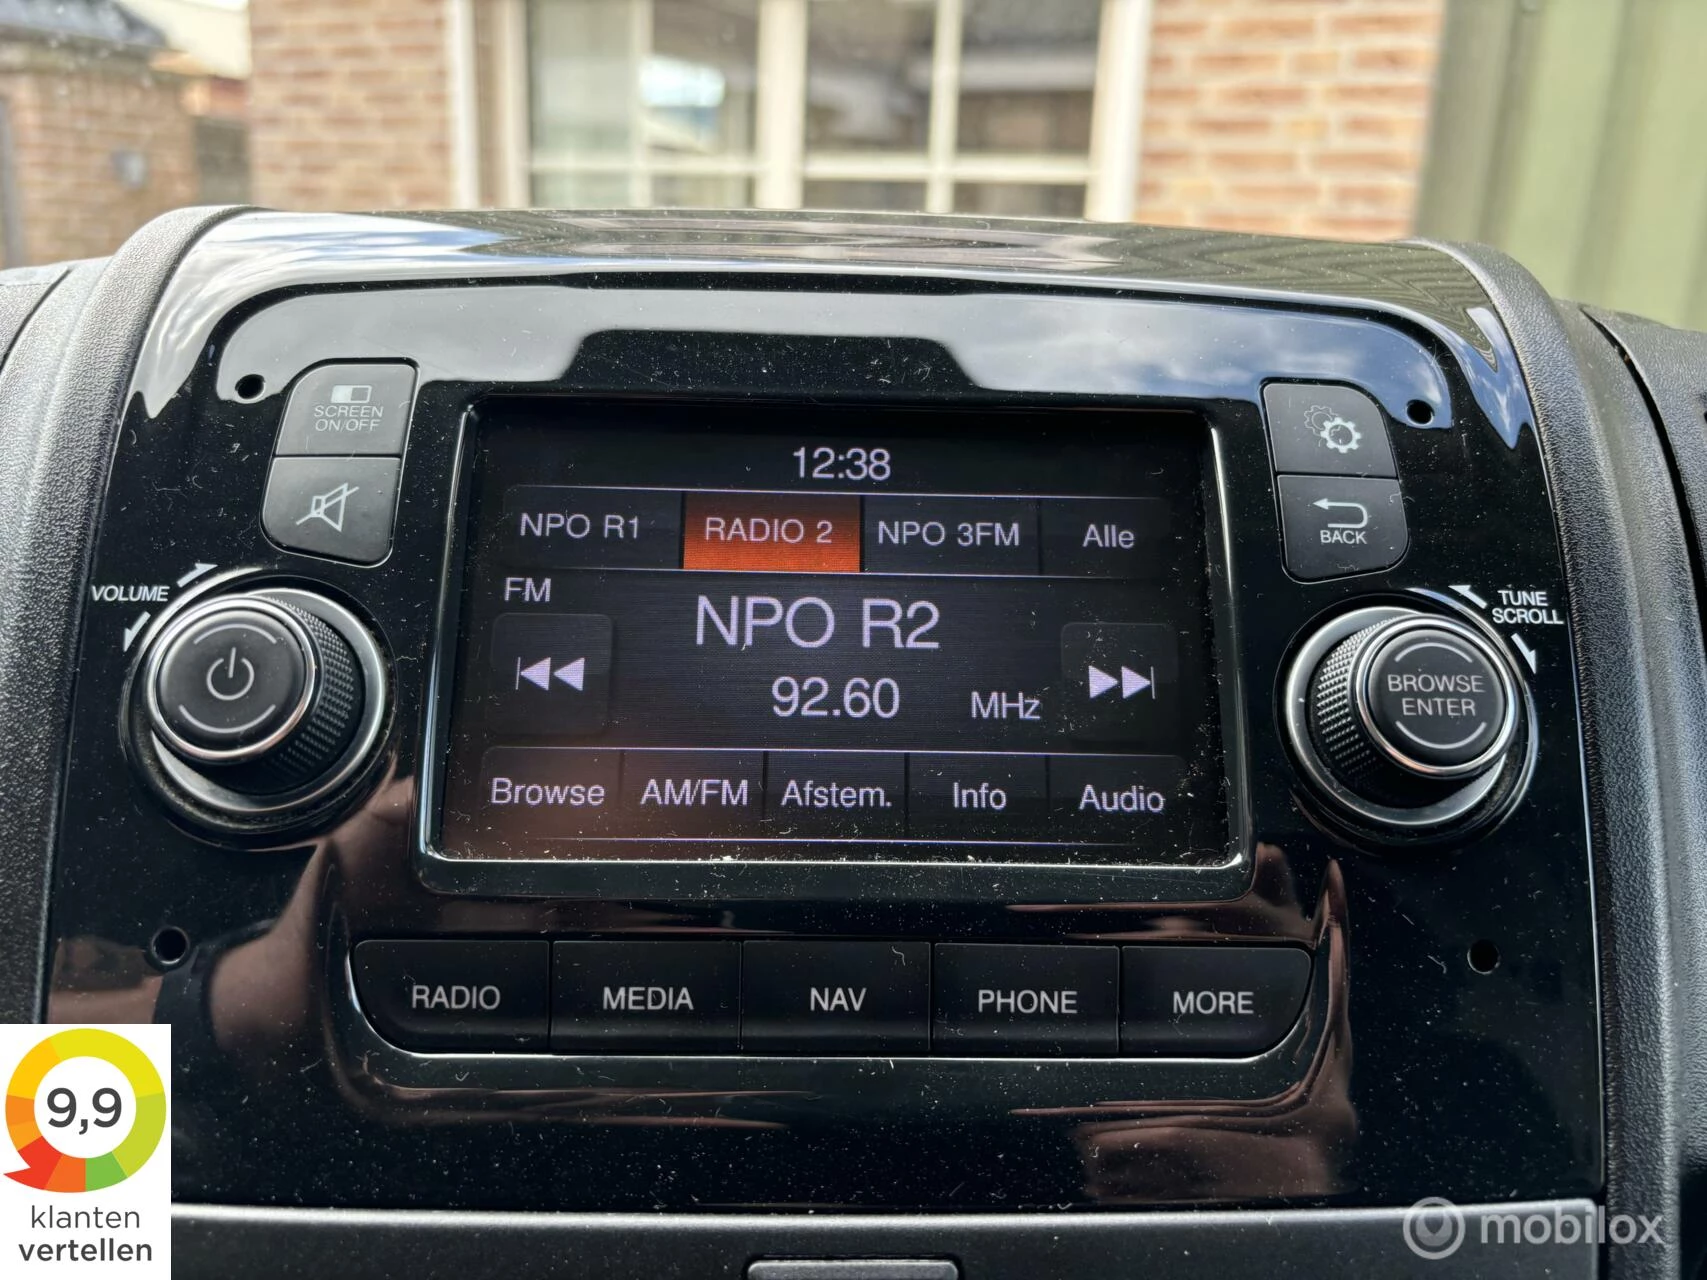 SCREEN
ON/OFF
VOLUME
12:38
NPO R1 RADIO 2 NPO 3FM Alle
FM
NPO R2
92.60 MHz
Browse AM/FM Afstem. Info Audio
BACK
TUNE
SCROLL
BROWSE
ENTER
RADIO MEDIA NAV PHONE MORE
9,9
klanten
vertellen
mobilox